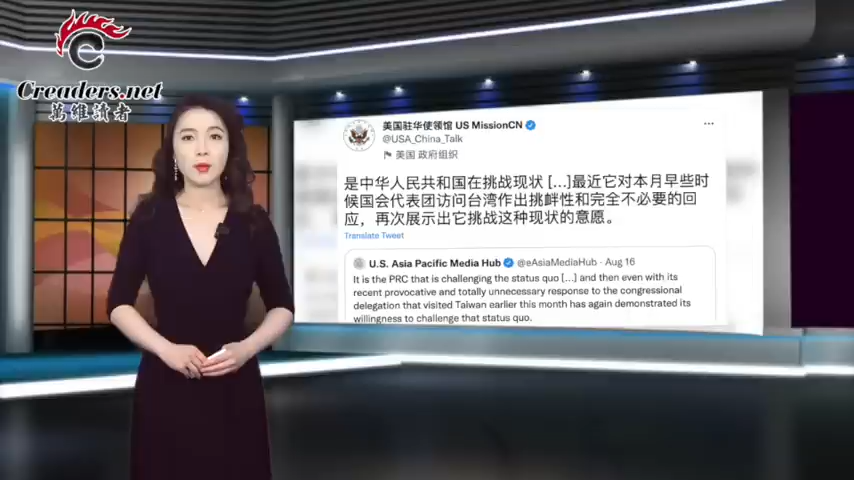 Creaders.net
萬維讀者
美国驻华使领馆 US MissionCN
@USA_China_Talk
美国 政府组织
是中华人民共和国在挑战现状 [...]最近它对本月早些时
候国会代表团访问台湾作出挑衅性和完全不必要的回
应，再次展示出它挑战这种现状的意愿。
Translate Tweet
U.S. Asia Pacific Media Hub @eAsiaMediaHub · Aug 16
It is the PRC that is challenging the status quo [...] and then even with its
recent provocative and totally unnecessary response to the congressional
delegation that visited Taiwan earlier this month has again demonstrated its
willingness to challenge that status quo.